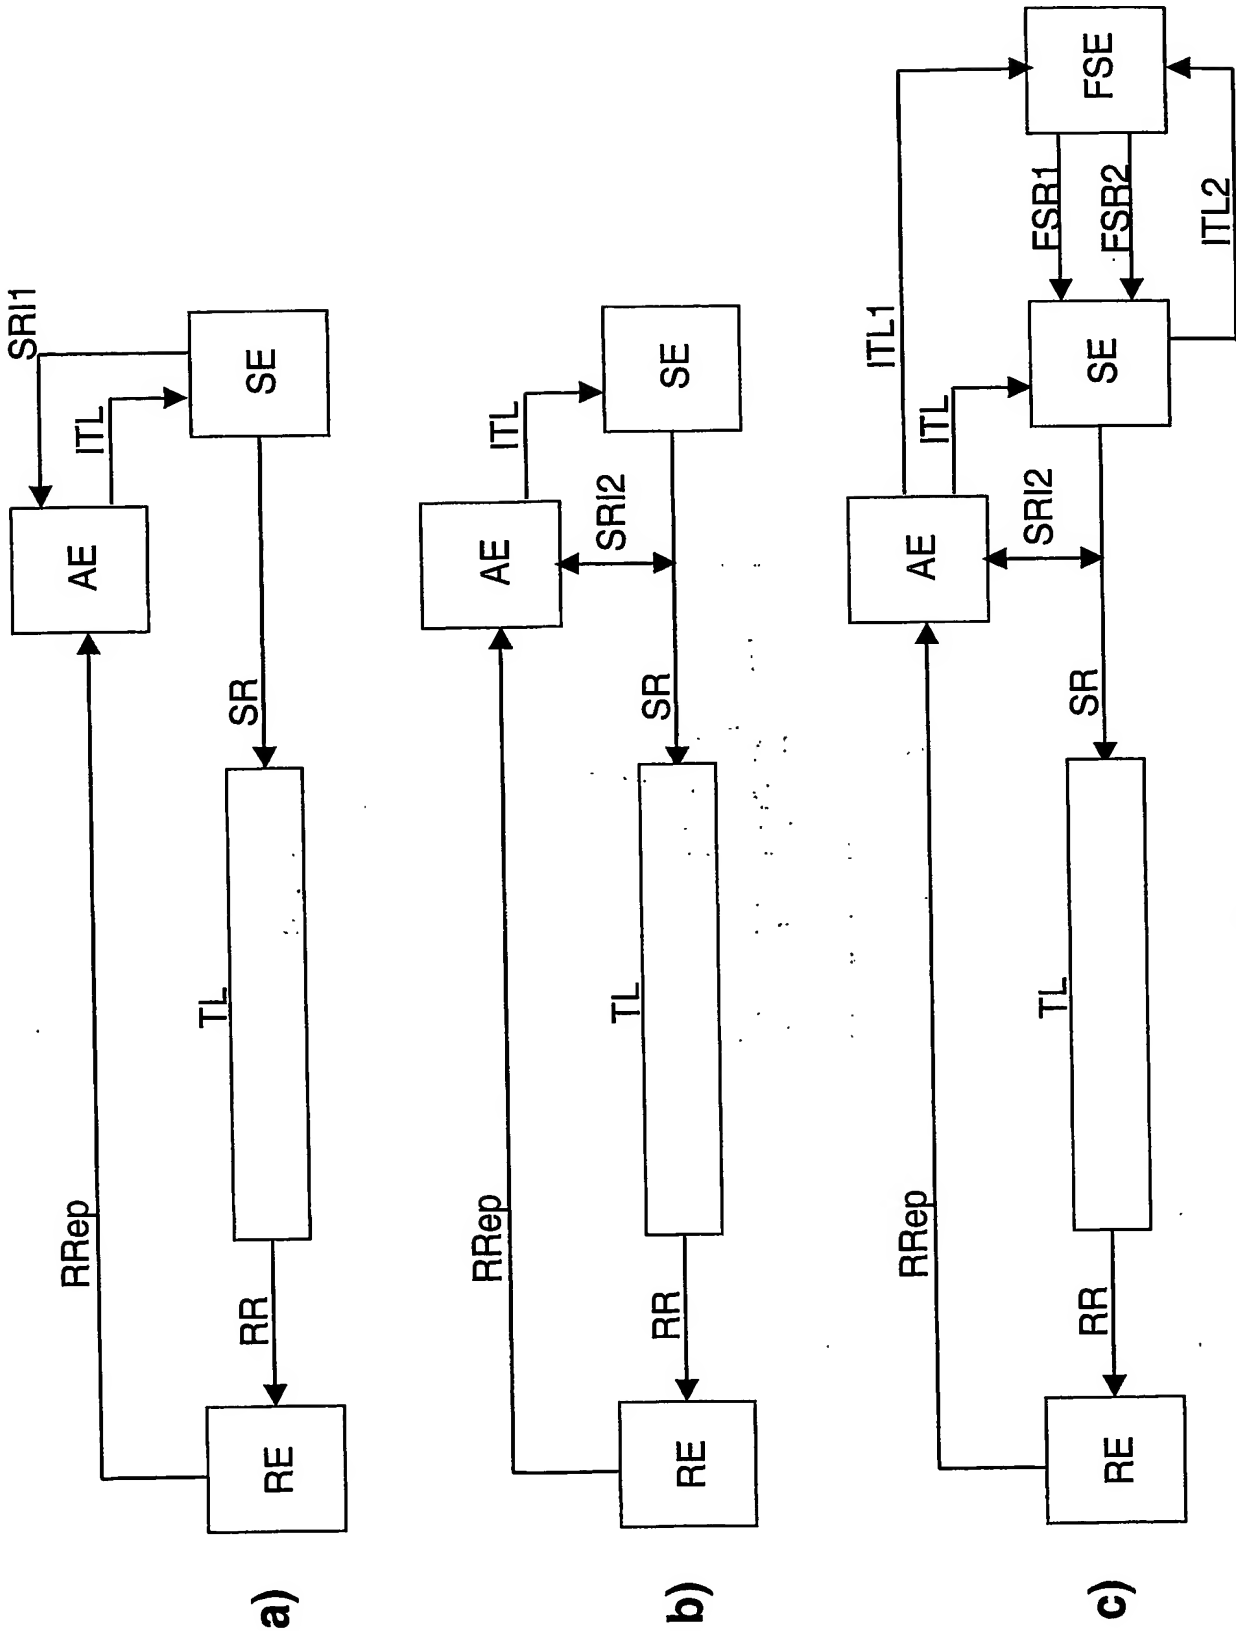 a)
RE
RR
RRep
TL
SR
AE
ITL
SRI1
SE
b)
RE
RR
RRep
TL
SR
AE
SRI2
ITL
SE
c)
RE
RR
RRep
TL
SR
AE
SRI2
ITL
ITL1
SE
FSR1
FSR2
ITL2
FSE